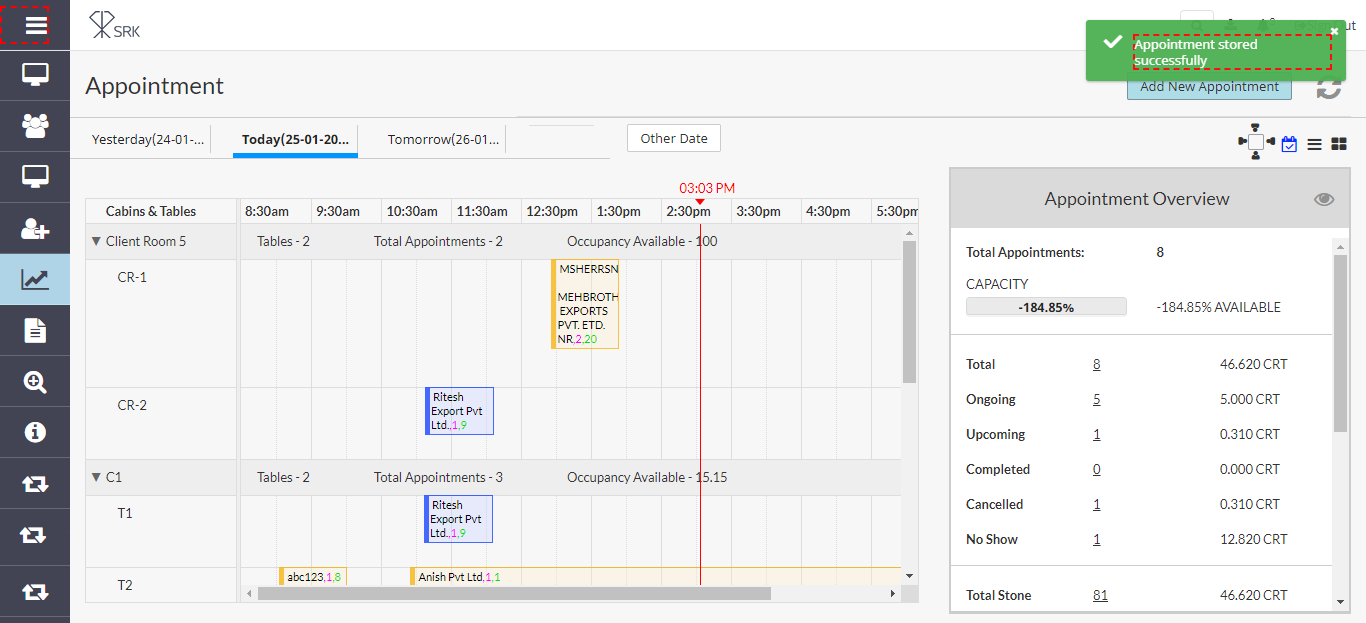 SRK
Appointment stored
successfully
Appointment
Add New Appointment
Yesterday(24-01-...
Today(25-01-20...
Tomorrow(26-01...
Other Date
03:03 PM
Cabins & Tables
8:30am
9:30am
10:30am
11:30am
12:30pm
1:30pm
2:30pm
3:30pm
4:30pm
5:30pm
Client Room 5
Tables - 2
Total Appointments - 2
Occupancy Available - 100
CR-1
MSHERRSN
MEHBROTH
EXPORTS
PVT. ETD.
NR,2,20
CR-2
Ritesh
Export Pvt
Ltd.,1,9
C1
Tables - 2
Total Appointments - 3
Occupancy Available - 15.15
T1
Ritesh
Export Pvt
Ltd.,1,9
T2
abc123,1,8
Anish Pvt Ltd,1,1
Appointment Overview
Total Appointments: 8
CAPACITY
-184.85% -184.85% AVAILABLE
Total 8 46.620 CRT
Ongoing 5 5.000 CRT
Upcoming 1 0.310 CRT
Completed 0 0.000 CRT
Cancelled 1 0.310 CRT
No Show 1 12.820 CRT
Total Stone 81 46.620 CRT